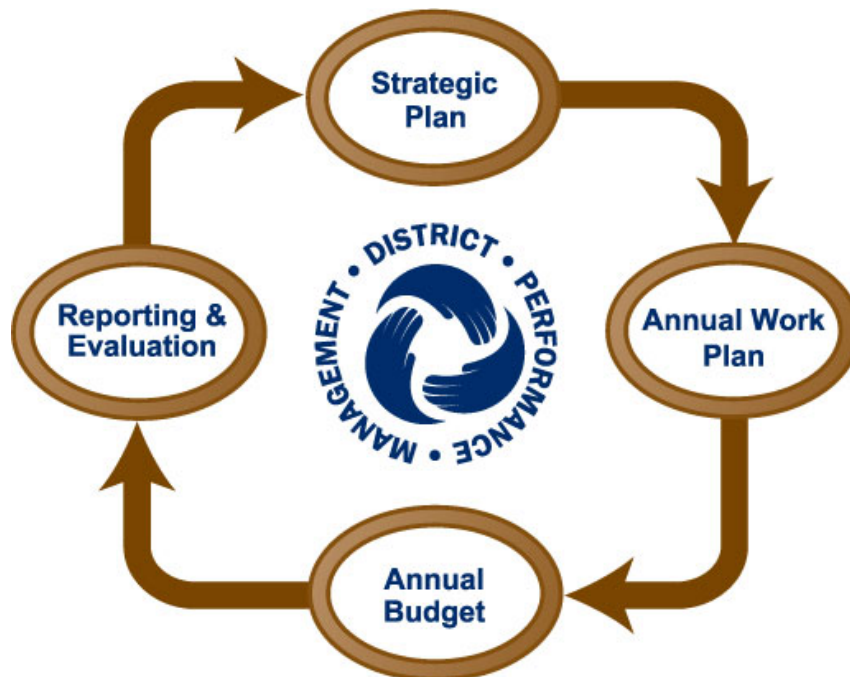 Strategic
Plan
Annual Work
Plan
Annual
Budget
Reporting &
Evaluation
• DISTRICT • PERFORMANCE • MANAGEMENT